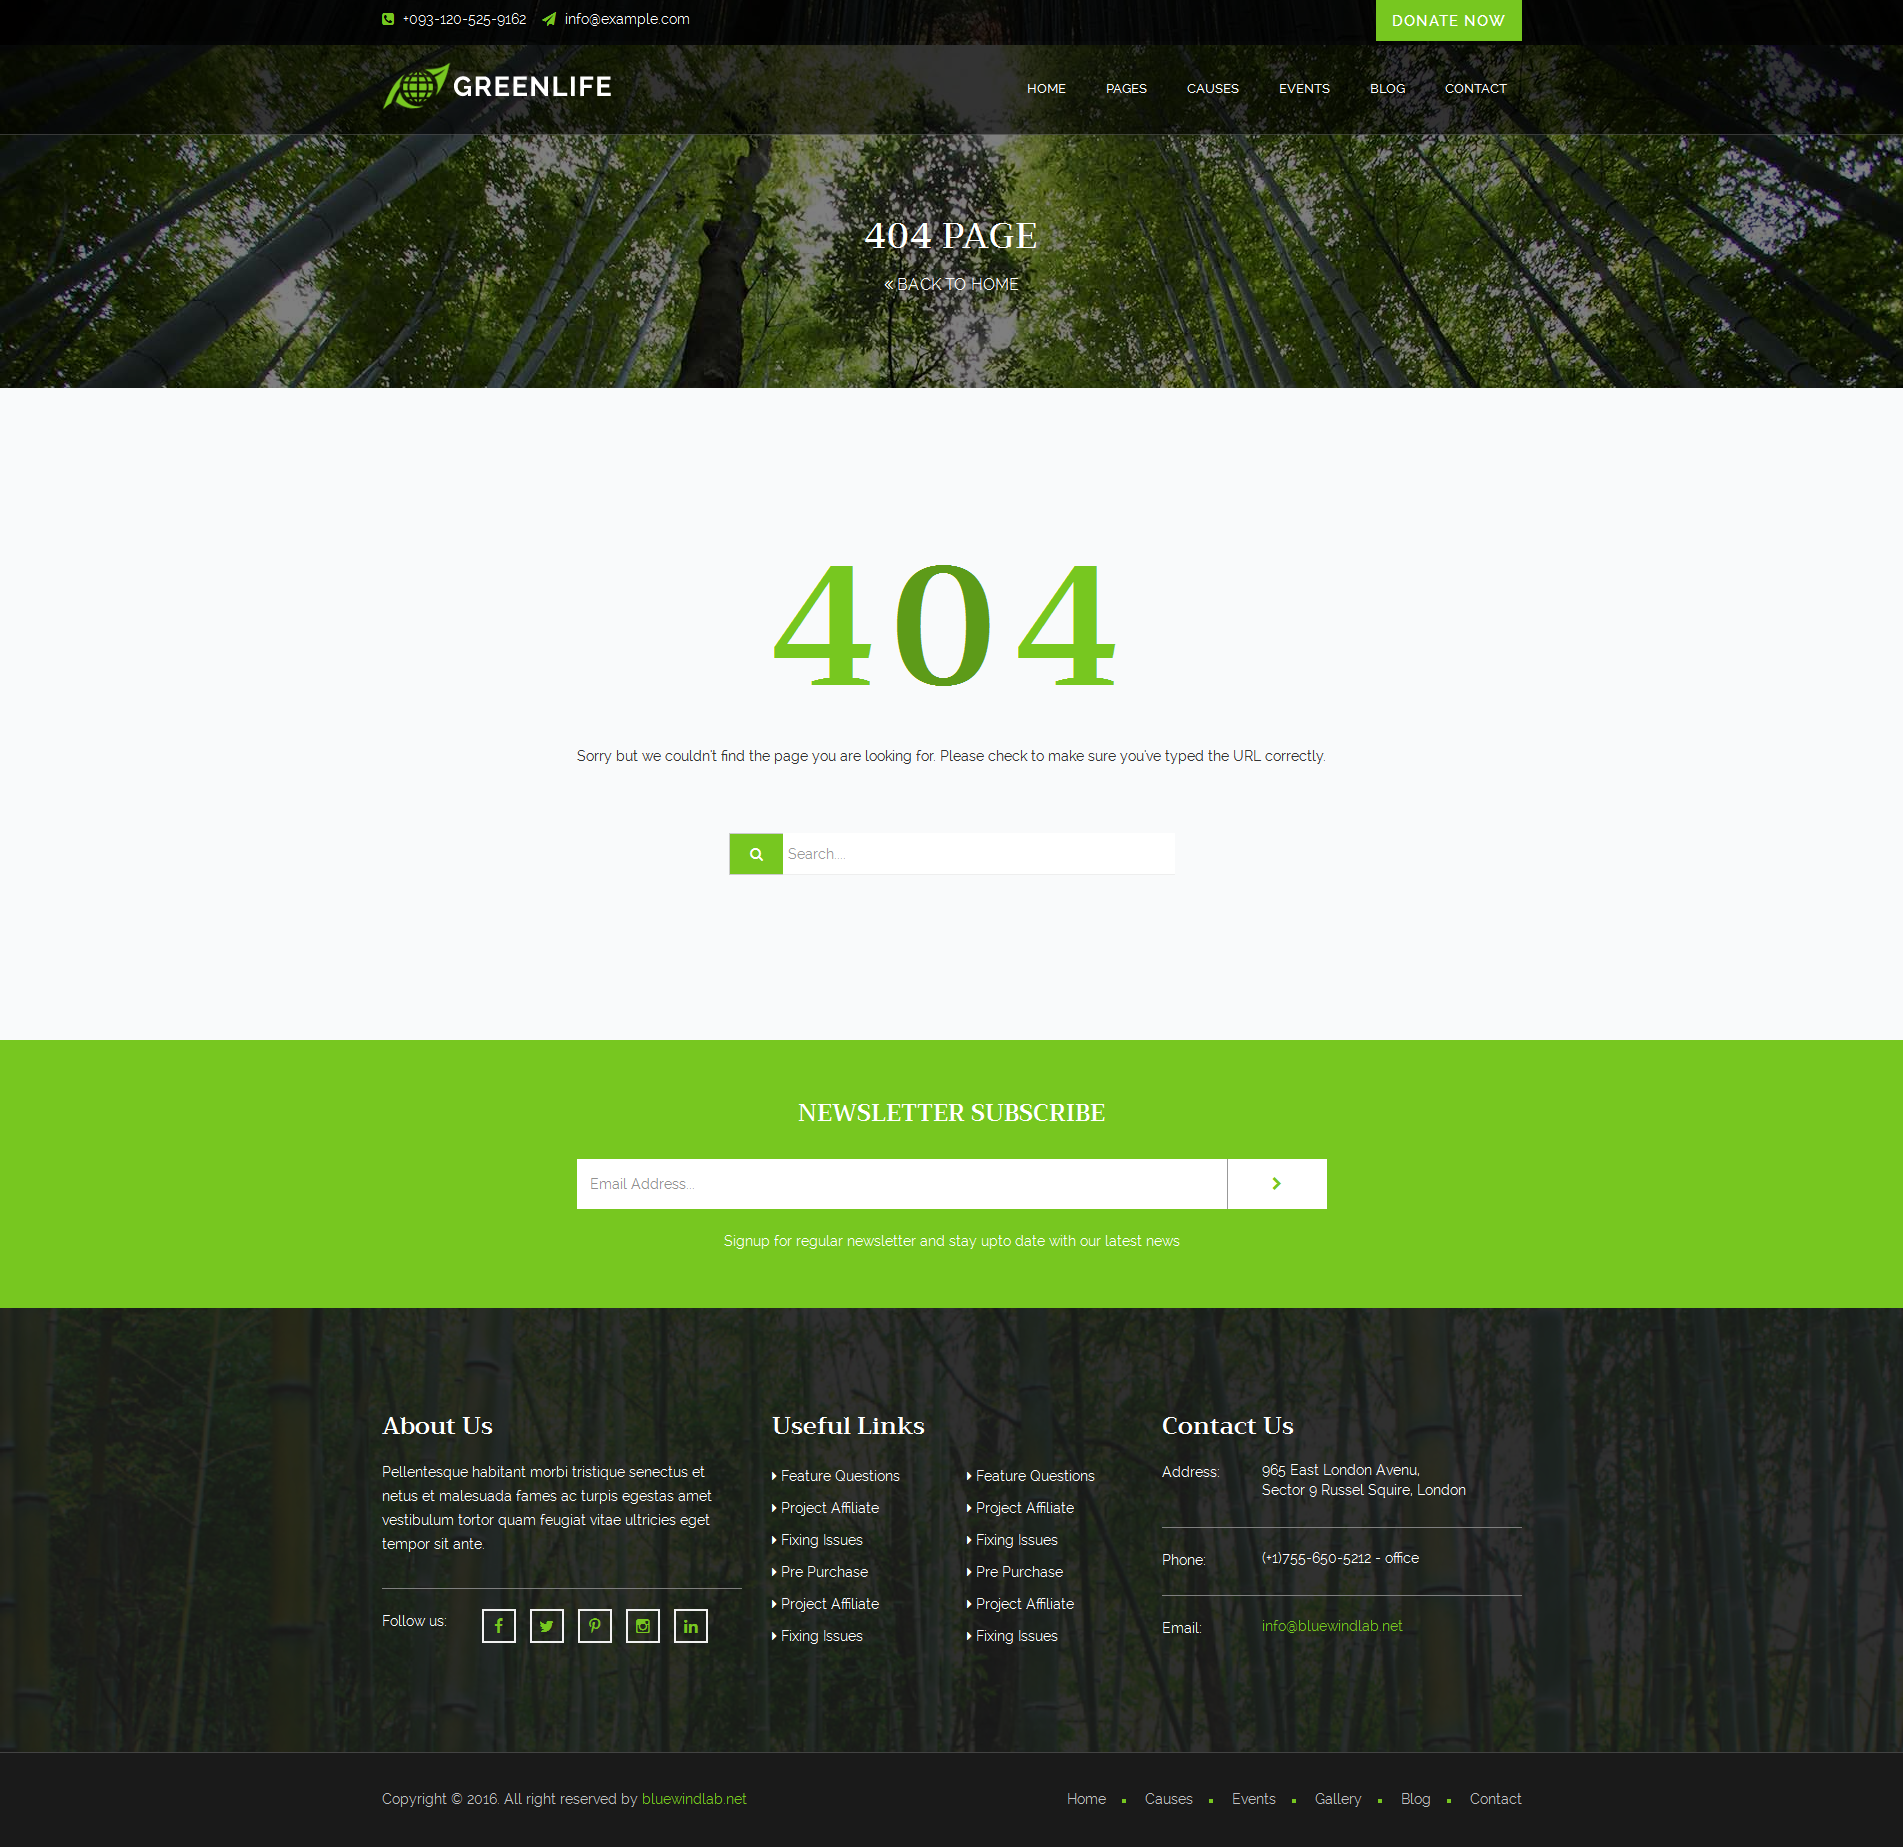 +093-120-525-9162 info@example.com DONATE NOW
GREENLIFE
HOME PAGES CAUSES EVENTS BLOG CONTACT
404 PAGE
« BACK TO HOME
404
Sorry but we couldn't find the page you are looking for. Please check to make sure you've typed the URL correctly.
Search....
NEWSLETTER SUBSCRIBE
Email Address...
Signup for regular newsletter and stay upto date with our latest news
About Us
Pellentesque habitant morbi tristique senectus et
netus et malesuada fames ac turpis egestas amet
vestibulum tortor quam feugiat vitae ultricies eget
tempor sit ante.
Follow us:
Useful Links
Feature Questions
Project Affiliate
Fixing Issues
Pre Purchase
Project Affiliate
Fixing Issues
Feature Questions
Project Affiliate
Fixing Issues
Pre Purchase
Project Affiliate
Fixing Issues
Contact Us
Address: 965 East London Avenu,
Sector 9 Russel Squire, London
Phone: (+1)755-650-5212 - office
Email: info@bluewindlab.net
Copyright © 2016. All right reserved by bluewindlab.net
Home Causes Events Gallery Blog Contact